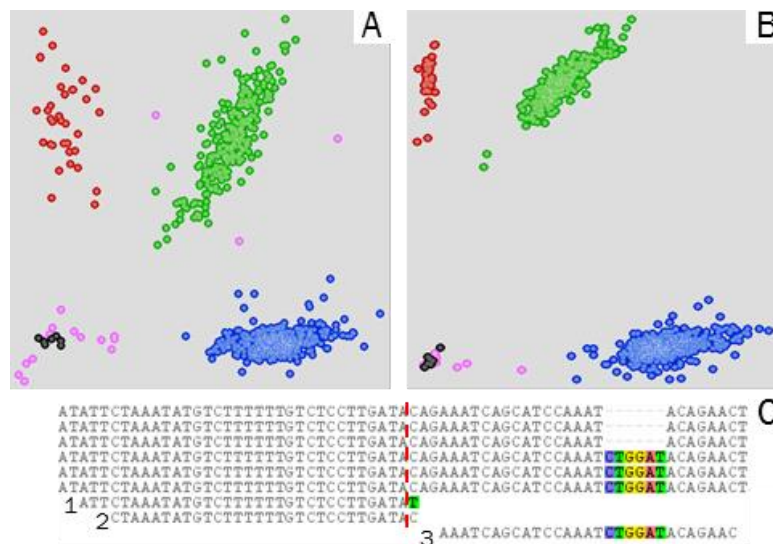 A
B
C
ATATTCTAAATATGTCTTTTTTGTCTCCTTGATACAGAAATCAGCATCCAAAT------ACAGAACT
ATATTCTAAATATGTCTTTTTTGTCTCCTTGATACAGAAATCAGCATCCAAAT------ACAGAACT
ATATTCTAAATATGTCTTTTTTGTCTCCTTGATACAGAAATCAGCATCCAAAT------ACAGAACT
ATATTCTAAATATGTCTTTTTTGTCTCCTTGATACAGAAATCAGCATCCAAATCTGGATACAGAACT
ATATTCTAAATATGTCTTTTTTGTCTCCTTGATACAGAAATCAGCATCCAAATCTGGATACAGAACT
ATATTCTAAATATGTCTTTTTTGTCTCCTTGATACAGAAATCAGCATCCAAATCTGGATACAGAACT
1 ATTCTAAATATGTCTTTTTTGTCTCCTTGATAT
2 CTAAATATGTCTTTTTTGTCTCCTTGATAC
3 AAATCAGCATCCAAATCTGGATACAGAAC